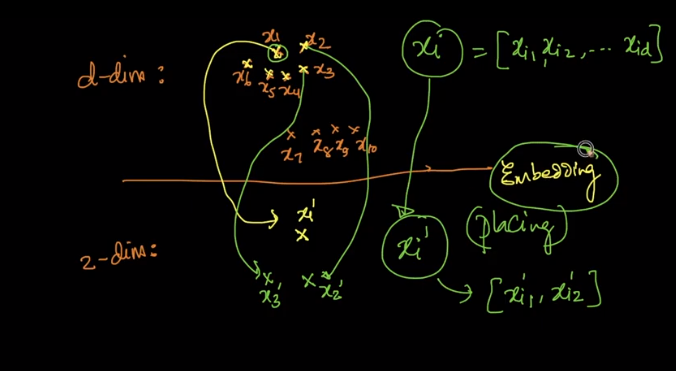 x₁ x₂
xᵢ = [xᵢ₁, xᵢ₂, ... xᵢd]
d-dim:
x₆ x₅ x₄ x₃
x₇ x₈ x₉ x₁₀
Embedding
(placing)
x₁'
xᵢ'
2-dim:
x₃' x₂'
[xᵢ₁', xᵢ₂']